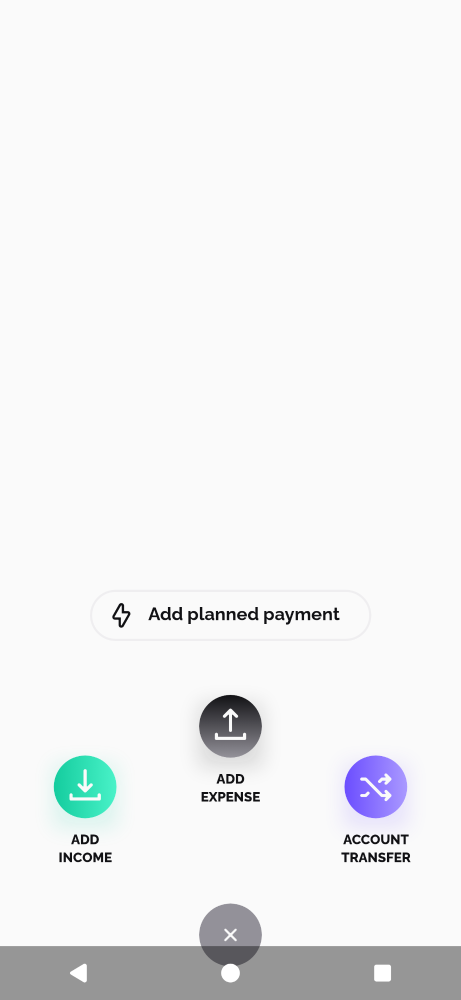 Add planned payment
ADD
EXPENSE
ADD
INCOME
ACCOUNT
TRANSFER